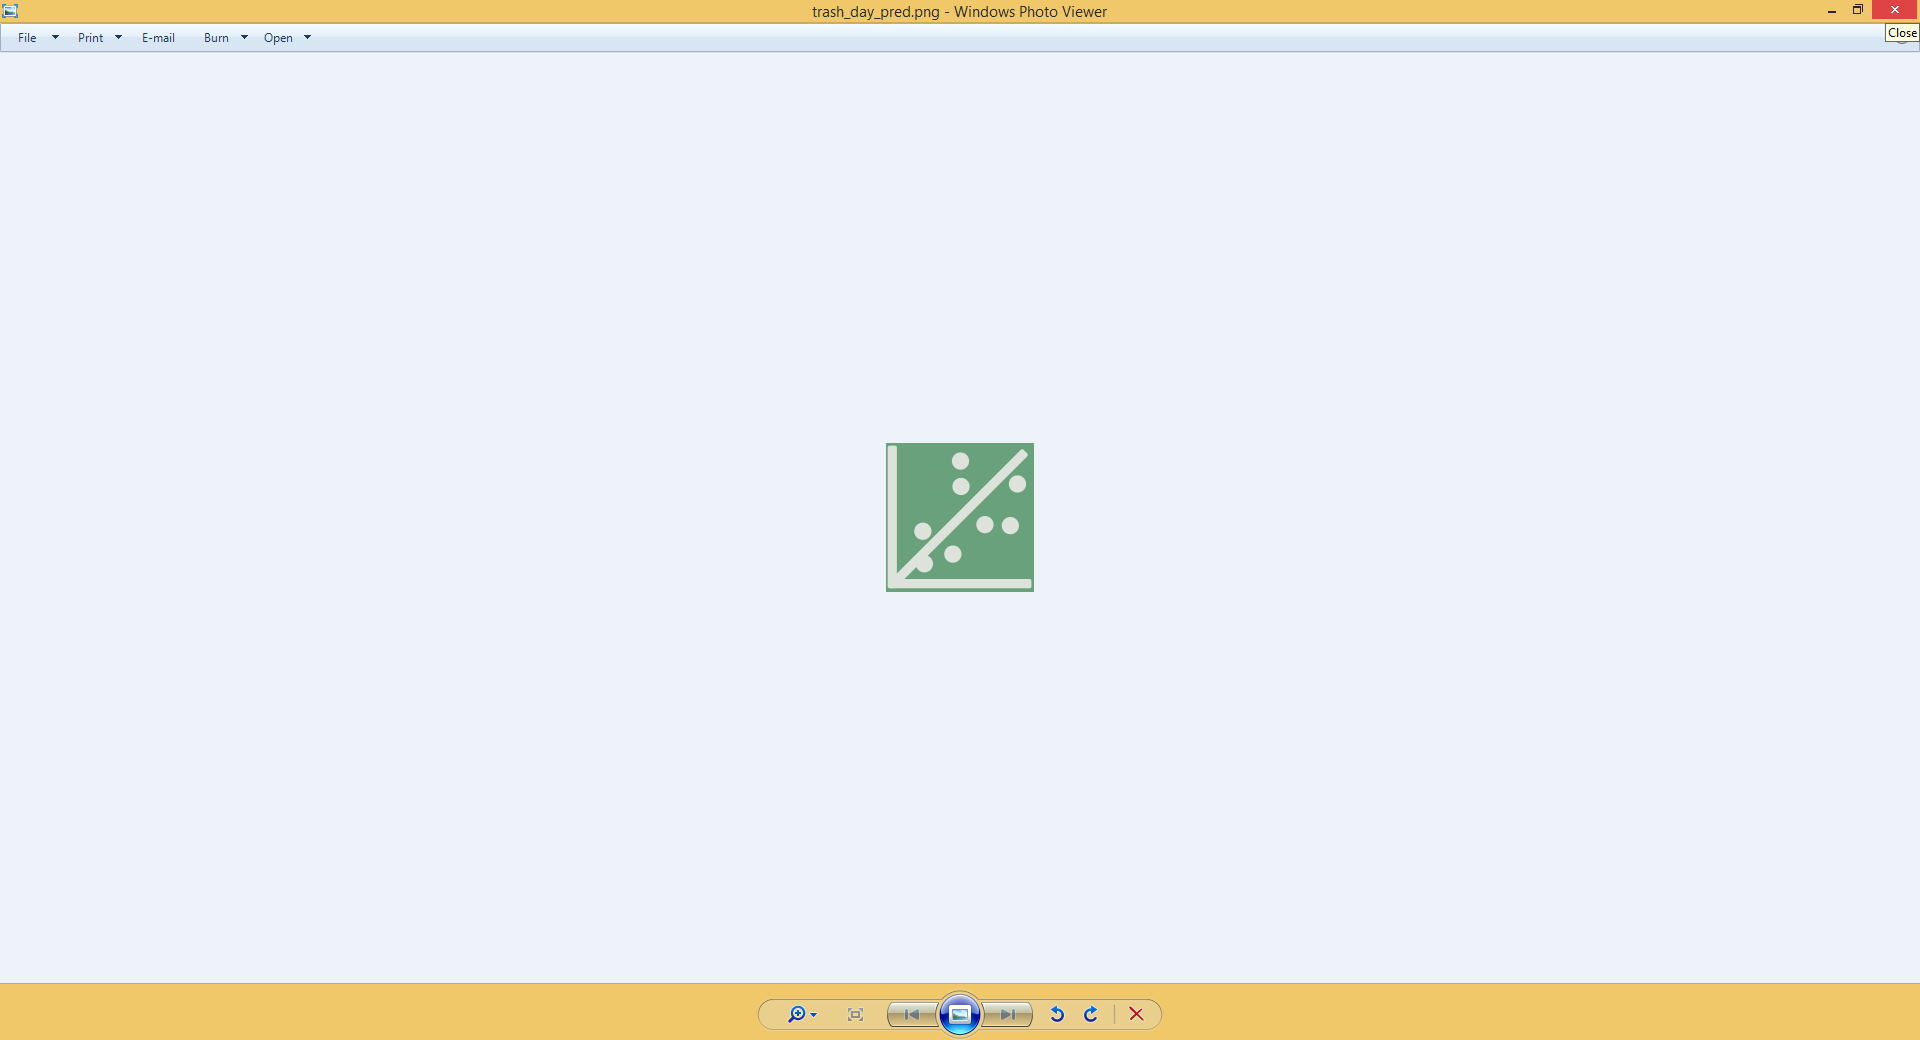 trash_day_pred.png - Windows Photo Viewer
Close
File Print E-mail Burn Open